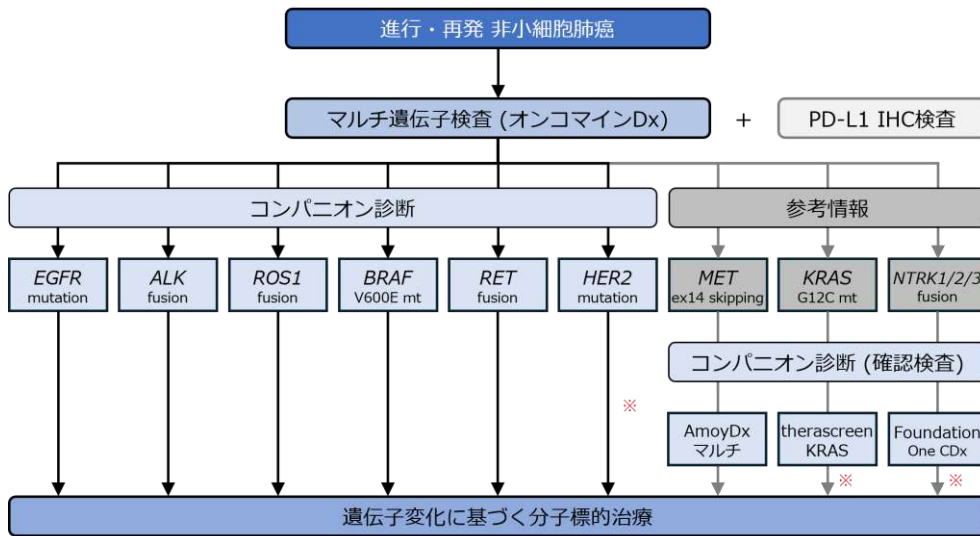 進行・再発 非小細胞肺癌
マルチ遺伝子検査 (オンコマインDx)
+
PD-L1 IHC検査
コンパニオン診断
参考情報
EGFR
mutation
ALK
fusion
ROS1
fusion
BRAF
V600E mt
RET
fusion
HER2
mutation
MET
ex14 skipping
KRAS
G12C mt
NTRK1/2/3
fusion
コンパニオン診断 (確認検査)
※
AmoyDx
マルチ
therascreen
KRAS
Foundation
One CDx
※
※
遺伝子変化に基づく分子標的治療